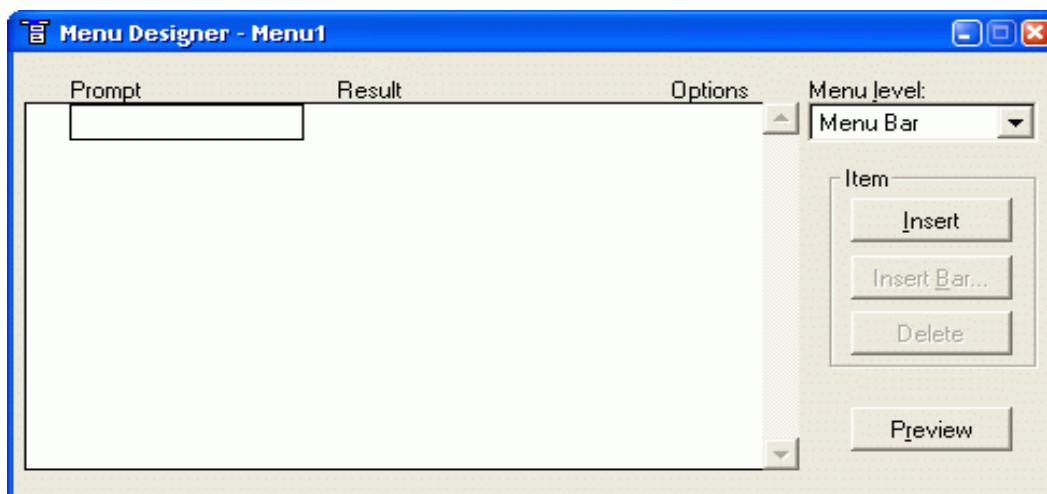 Menu Designer - Menu1
Prompt Result Options Menu level:
Menu Bar
Item
Insert
Insert Bar...
Delete
Preview